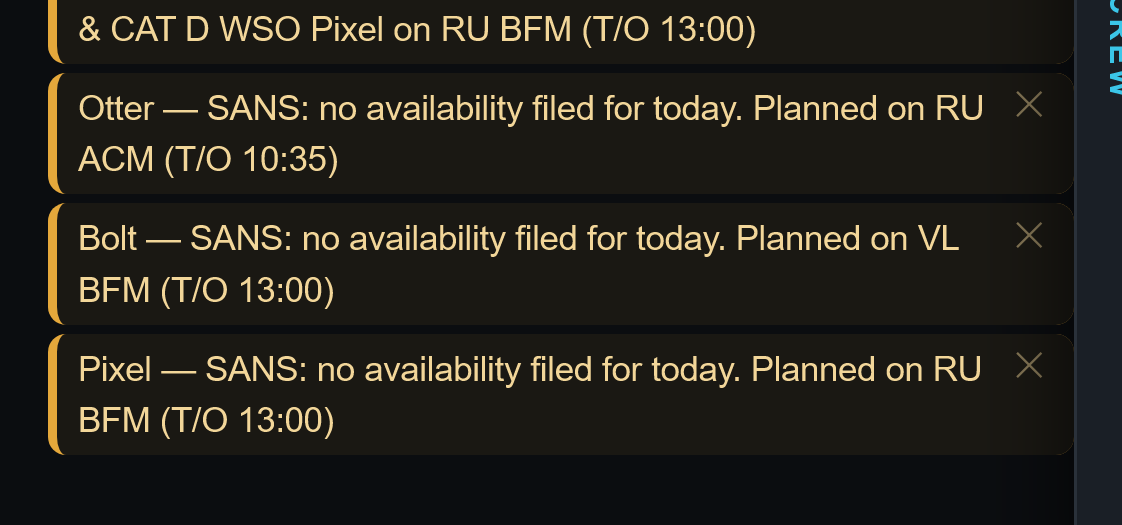 & CAT D WSO Pixel on RU BFM (T/O 13:00)
Otter — SANS: no availability filed for today. Planned on RU
ACM (T/O 10:35)
Bolt — SANS: no availability filed for today. Planned on VL
BFM (T/O 13:00)
Pixel — SANS: no availability filed for today. Planned on RU
BFM (T/O 13:00)
CREW